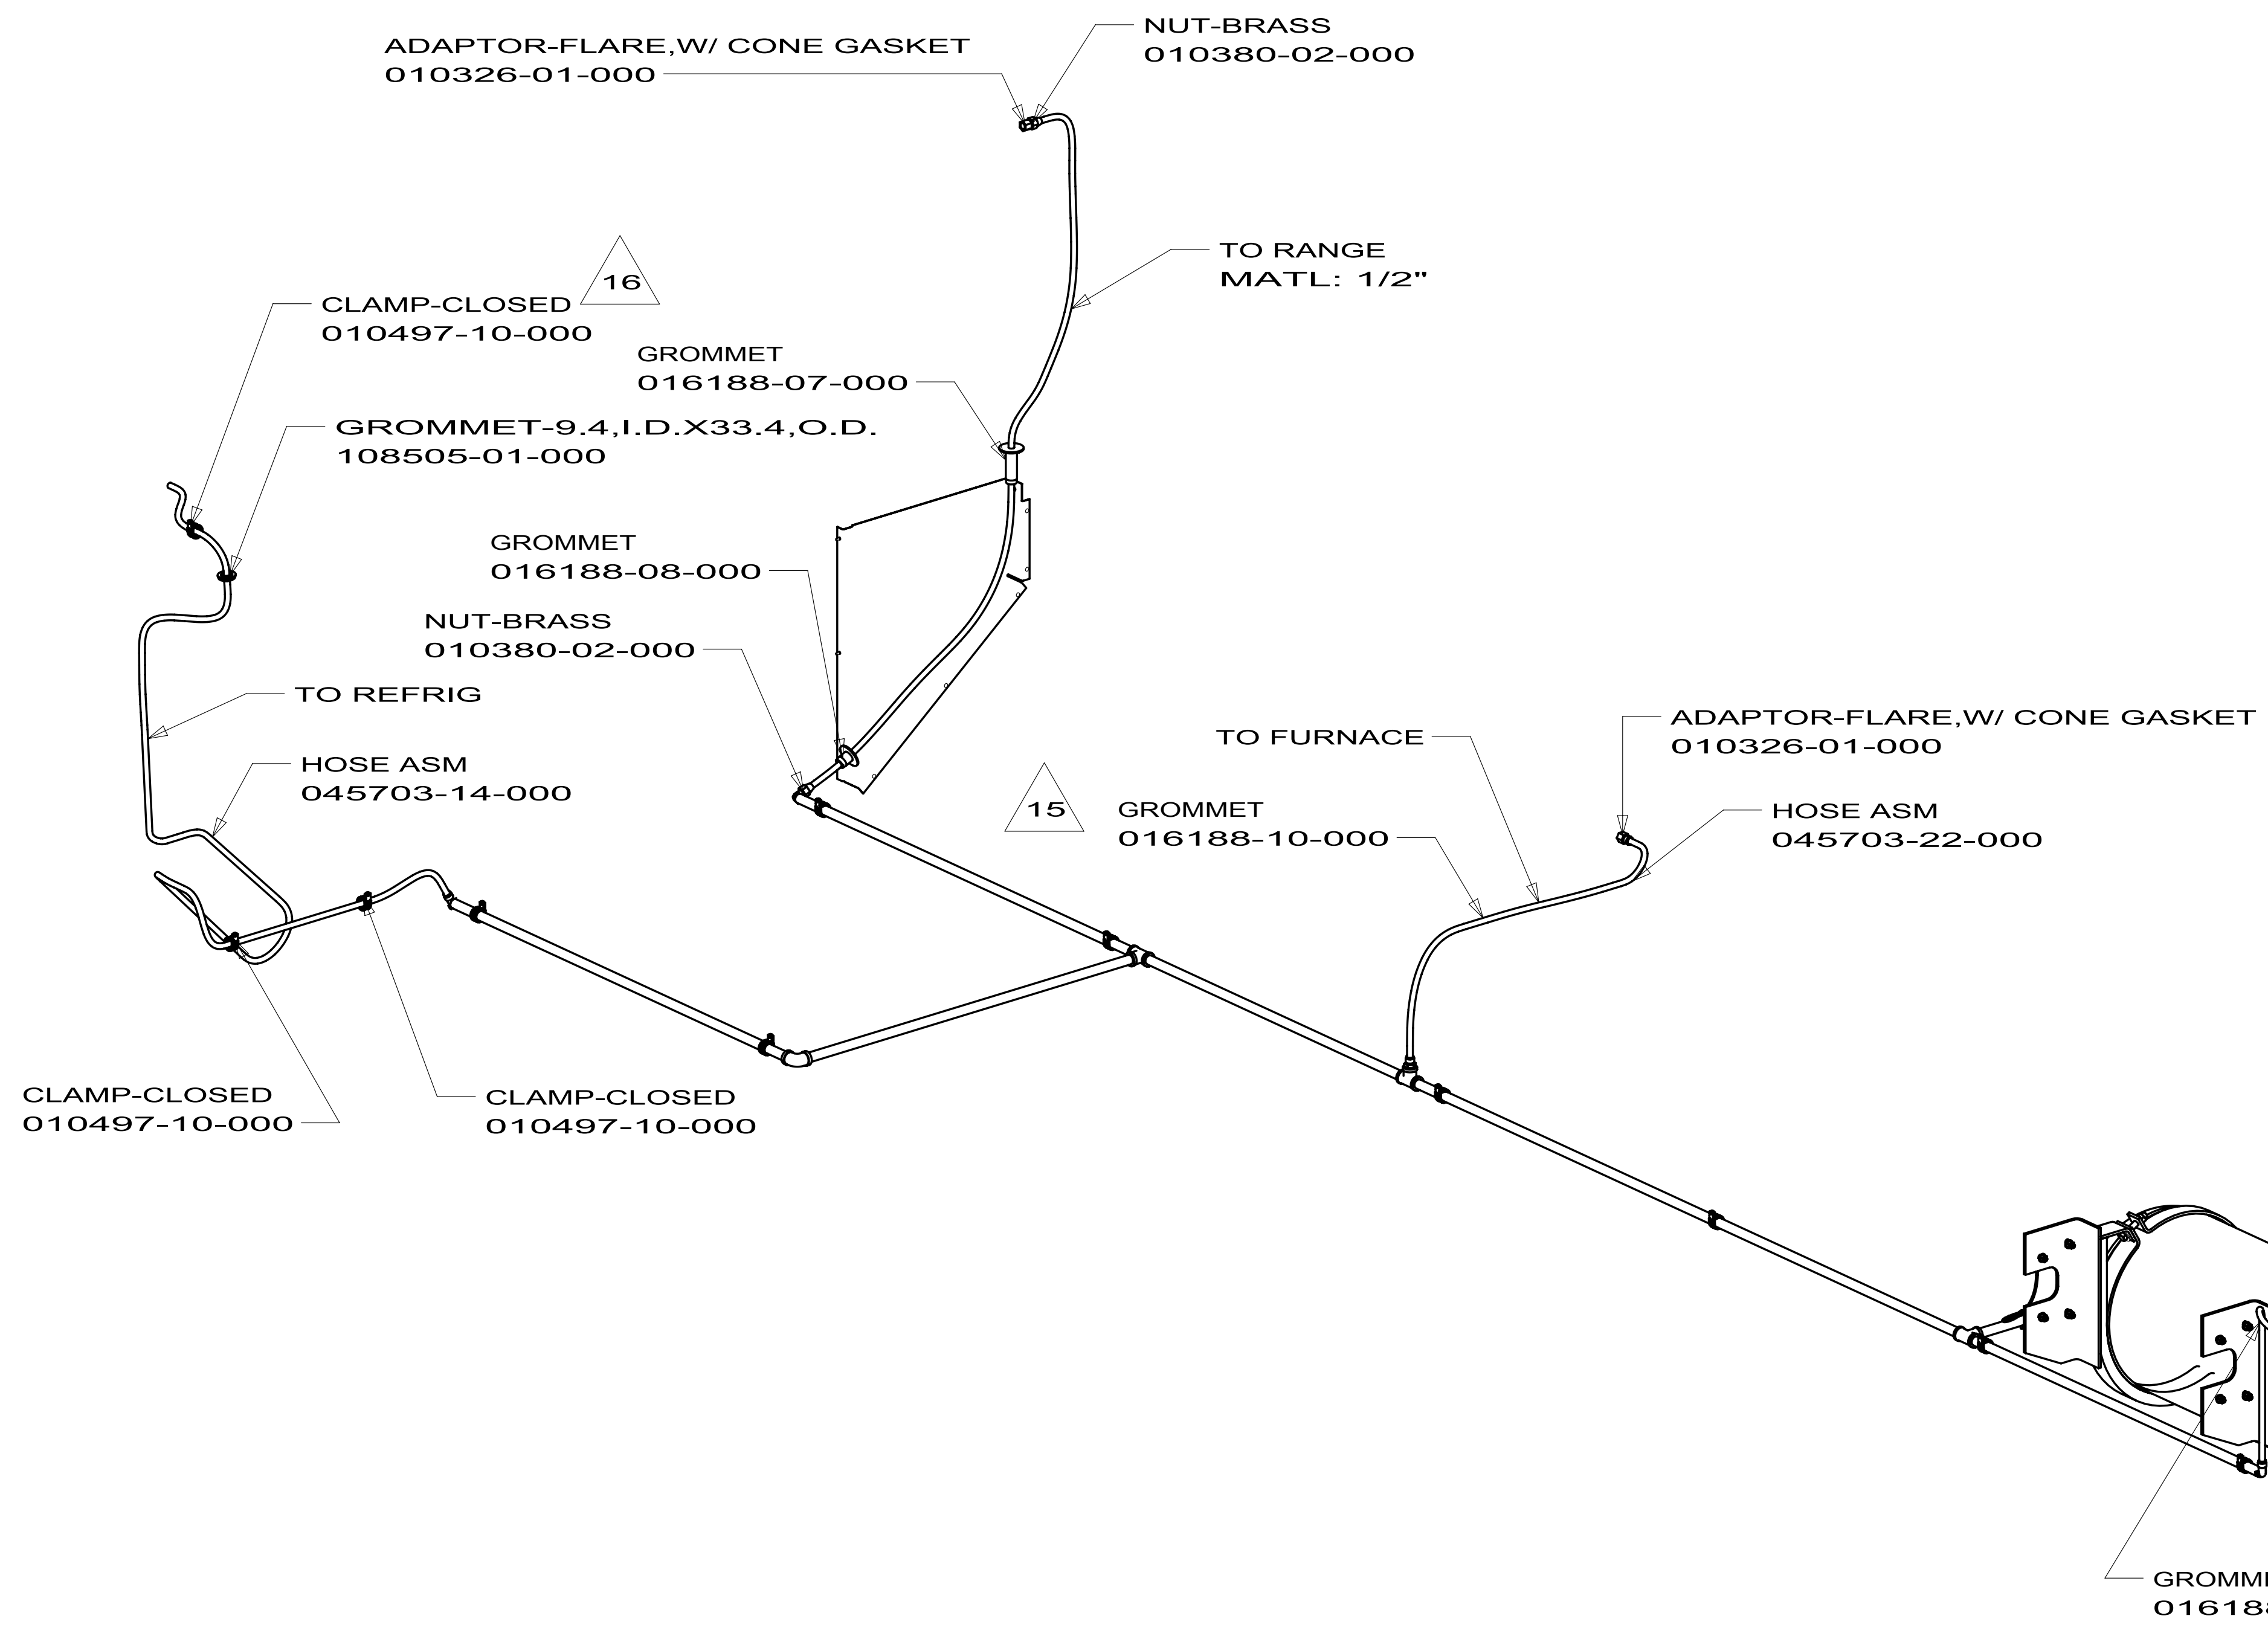 NUT-BRASS
010380-02-000
ADAPTOR-FLARE,W/ CONE GASKET
010326-01-000
TO RANGE
MATL: 1/2"
16
CLAMP-CLOSED
010497-10-000
GROMMET
016188-07-000
GROMMET-9.4,I.D.X33.4,O.D.
108505-01-000
GROMMET
016188-08-000
NUT-BRASS
010380-02-000
TO REFRIG
HOSE ASM
045703-14-000
TO FURNACE
ADAPTOR-FLARE,W/ CONE GASKET
010326-01-000
15
GROMMET
016188-10-000
HOSE ASM
045703-22-000
CLAMP-CLOSED
010497-10-000
CLAMP-CLOSED
010497-10-000